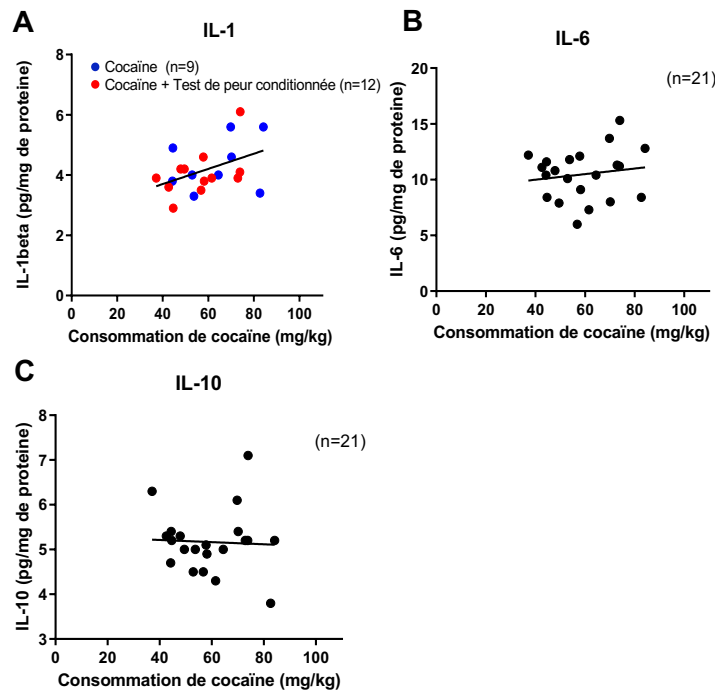 A
IL-1
Cocaïne (n=9)
Cocaïne + Test de peur conditionnée (n=12)
8
6
4
2
0
IL-1beta (pg/mg de proteine)
0 20 40 60 80 100
Consommation de cocaïne (mg/kg)
B
IL-6
(n=21)
20
15
10
5
0
IL-6 (pg/mg de proteine)
0 20 40 60 80 100
Consommation de cocaïne (mg/kg)
C
IL-10
(n=21)
8
7
6
5
4
3
IL-10 (pg/mg de proteine)
0 20 40 60 80 100
Consommation de cocaïne (mg/kg)